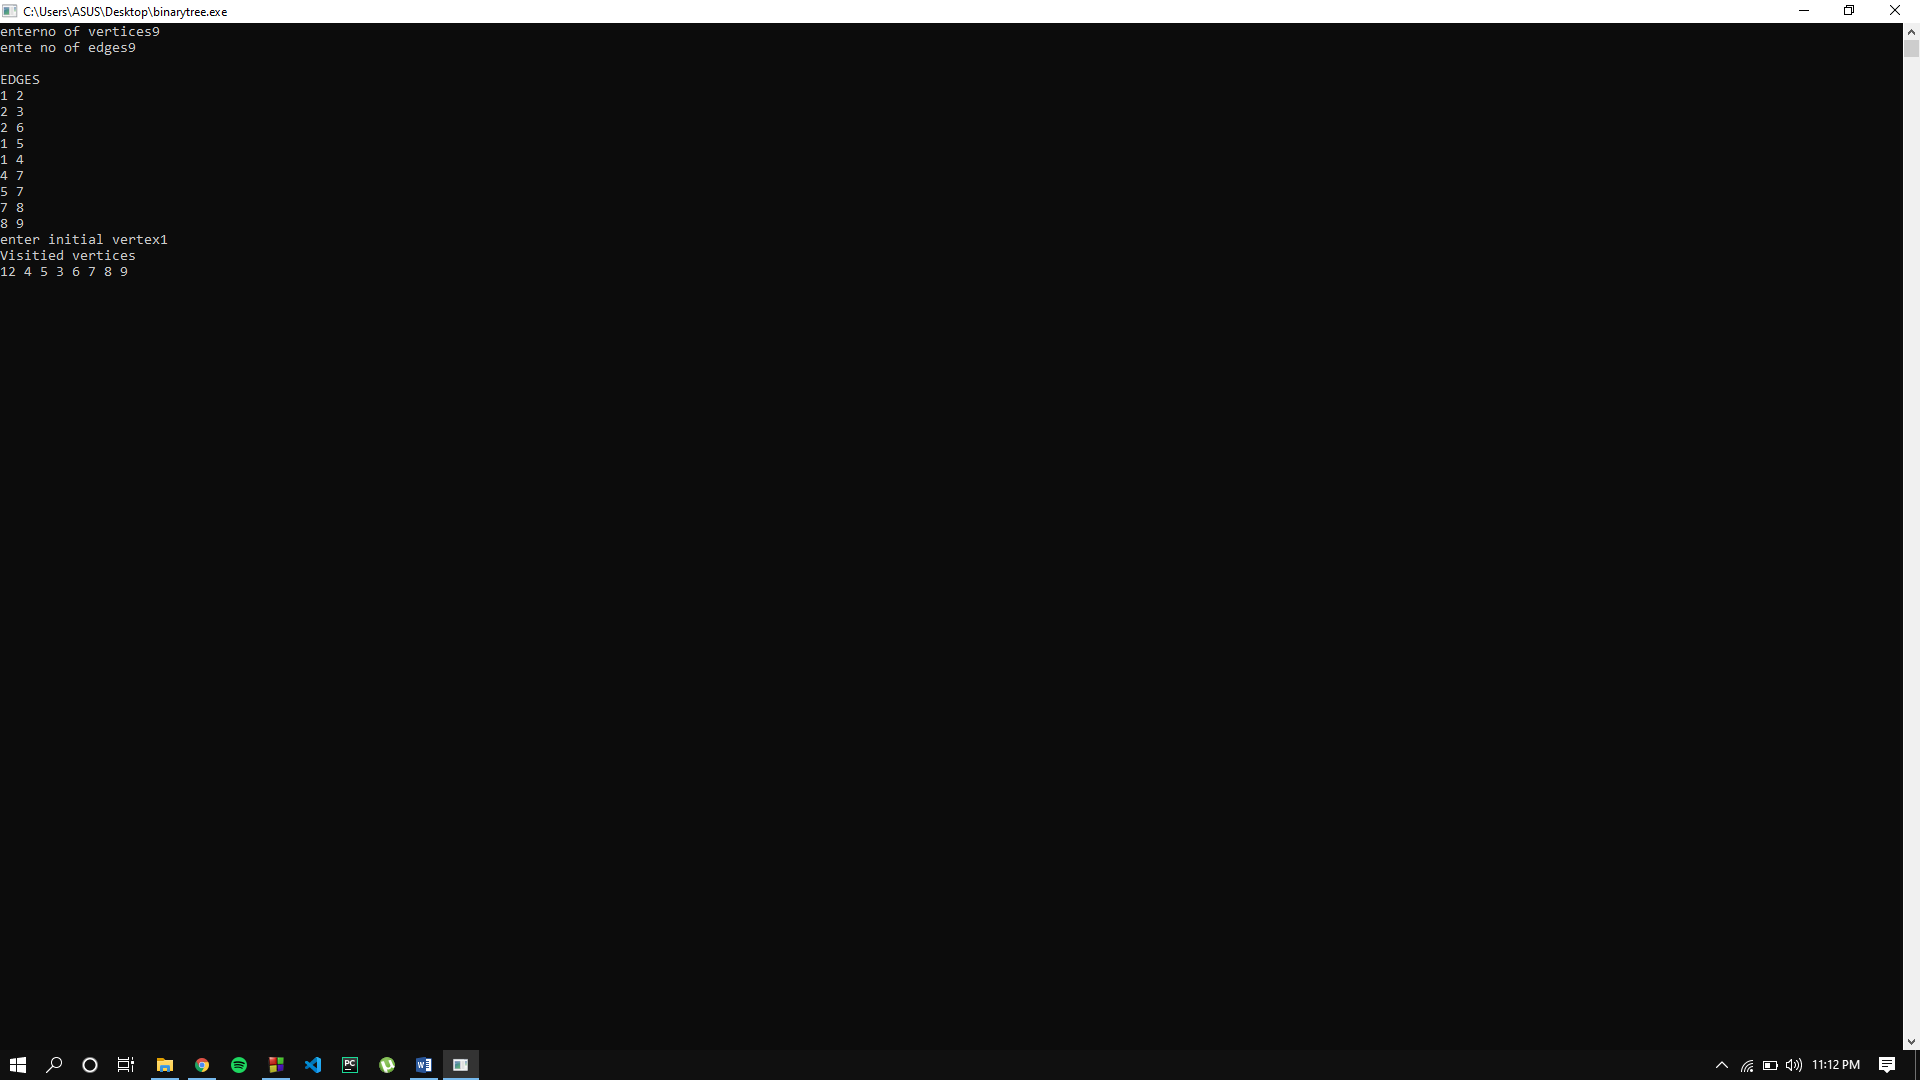 C:\Users\ASUS\Desktop\binarytree.exe
enterno of vertices9
ente no of edges9
EDGES
1 2
2 3
2 6
1 5
1 4
4 7
5 7
7 8
8 9
enter initial vertex1
Visitied vertices
12 4 5 3 6 7 8 9
PC
W
11:12 PM